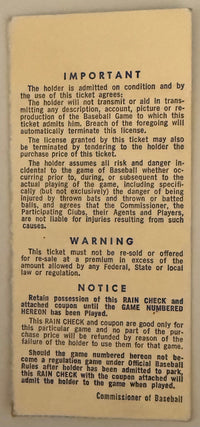 IMPORTANT
The holder is admitted on condition and by
the use of this ticket agrees:
The holder will not transmit or aid in trans-
mitting any description, account, picture or re-
production of the Baseball Game to which this
ticket admits him. Breach of the foregoing will
automatically terminate this license.
The license granted by this ticket may also
be terminated by tendering to the holder the
purchase price of this ticket.
The holder assumes all risk and danger in-
cidental to the game of Baseball whether oc-
curring prior to, during, or subsequent to the
actual playing of the game, including specifi-
cally (but not exclusively) the danger of being
injured by thrown bats and thrown or batted
balls, and agrees that the Commissioner, the
Participating Clubs, their Agents and Players,
are not liable for injuries resulting from such
causes.
WARNING
This ticket must not be re-sold or offered
for re-sale at a premium in excess of the
amount allowed by any Federal, State or local
law or regulation.
NOTICE
Retain possession of this RAIN CHECK and
attached coupon until the GAME NUMBERED
HEREON has been Played.
This RAIN CHECK and coupon are good only for
this particular game and no part of the pur-
chase price will be refunded by reason of the
failure of the holder to use them for that game.
Should the game numbered hereon not be-
come a regulation game under Official Baseball
Rules after holder has been admitted to park,
this RAIN CHECK with the coupon attached will
admit the holder to the game when played.
Commissioner of Baseball